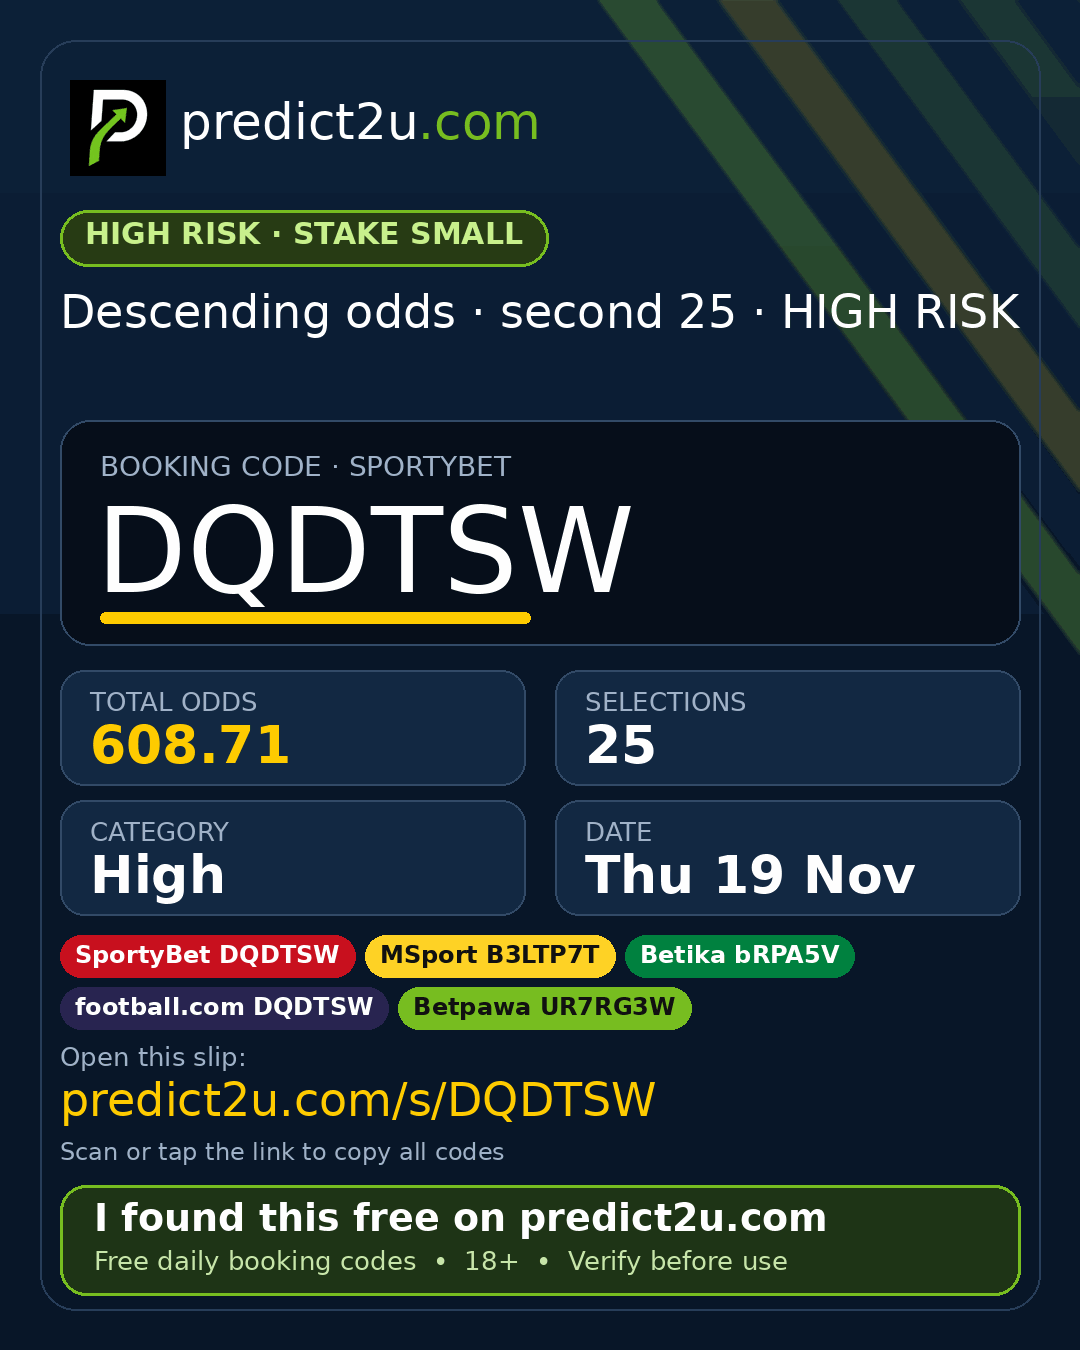 predict2u.com
HIGH RISK · STAKE SMALL
Descending odds · second 25 · HIGH RISK
BOOKING CODE · SPORTYBET
DQDTSW
TOTAL ODDS
608.71
SELECTIONS
25
CATEGORY
High
DATE
Thu 19 Nov
SportyBet DQDTSW
MSport B3LTP7T
Betika bRPA5V
football.com DQDTSW
Betpawa UR7RG3W
Open this slip:
predict2u.com/s/DQDTSW
Scan or tap the link to copy all codes
I found this free on predict2u.com
Free daily booking codes • 18+ • Verify before use